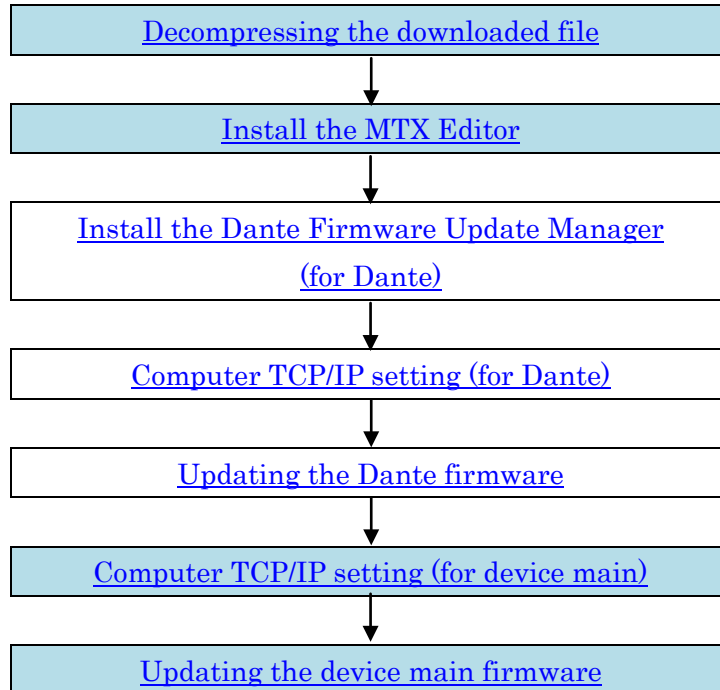 Decompressing the downloaded file
Install the MTX Editor
Install the Dante Firmware Update Manager
(for Dante)
Computer TCP/IP setting (for Dante)
Updating the Dante firmware
Computer TCP/IP setting (for device main)
Updating the device main firmware